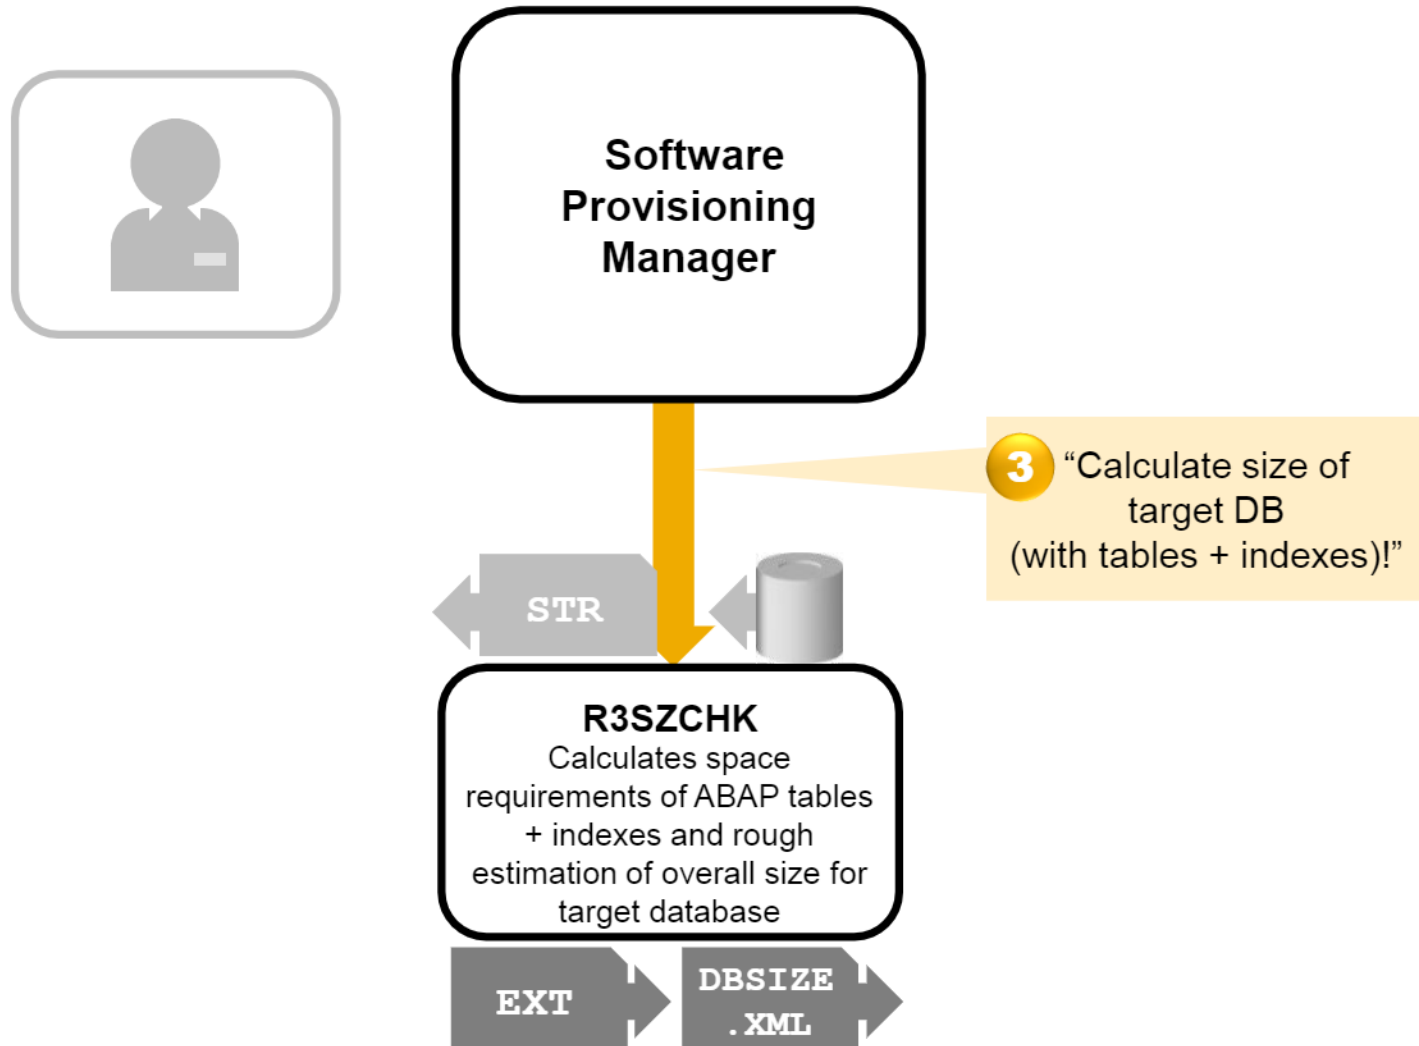 Software
Provisioning
Manager
3
“Calculate size of
target DB
(with tables + indexes)!”
STR
R3SZCHK
Calculates space
requirements of ABAP tables
+ indexes and rough
estimation of overall size for
target database
EXT
DBSIZE
.XML